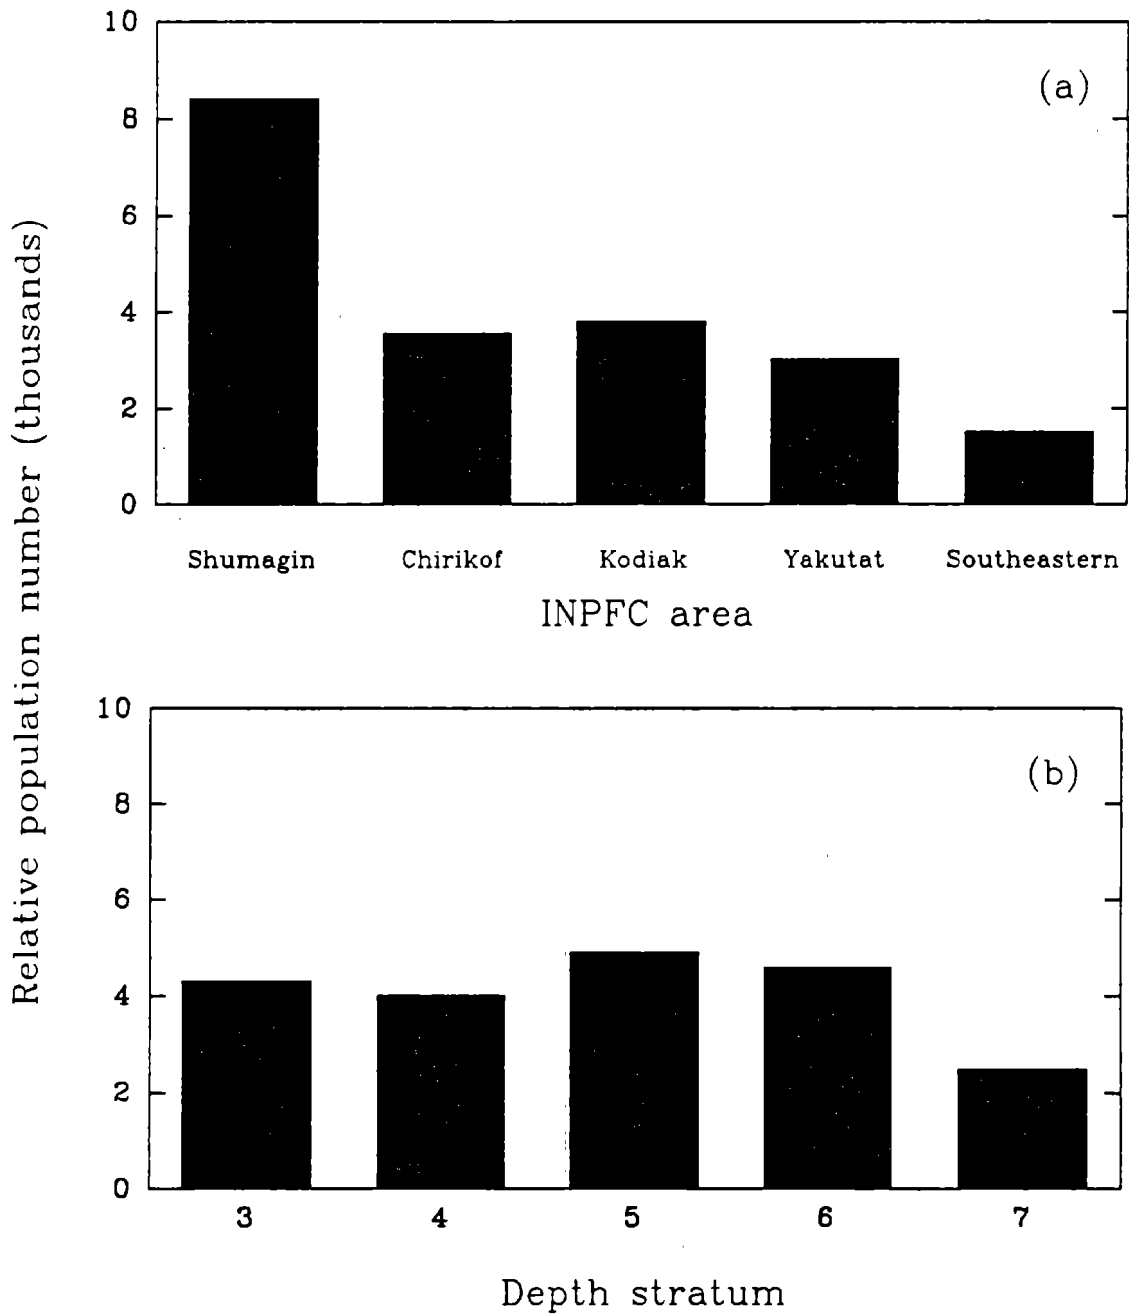 Relative population number (thousands)
10
8
6
4
2
0
(a)
Shumagin Chirikof Kodiak Yakutat Southeastern
INPFC area
10
8
6
4
2
0
(b)
3 4 5 6 7
Depth stratum